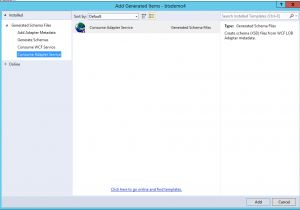 Add Generated Items - btsdemo4
Installed
Sort by: Default
Search Installed Templates (Ctrl+E)
Generated Schema Files
Add Adapter Metadata
Generate Schemas
Consume WCF Service
Consume Adapter Service
Online
Consume Adapter Service
Generated Schema Files
Type: Generated Schema Files
Create schema (XSD) files from WCF LOB
Adapter metadata.
Click here to go online and find templates.
Add
Cancel